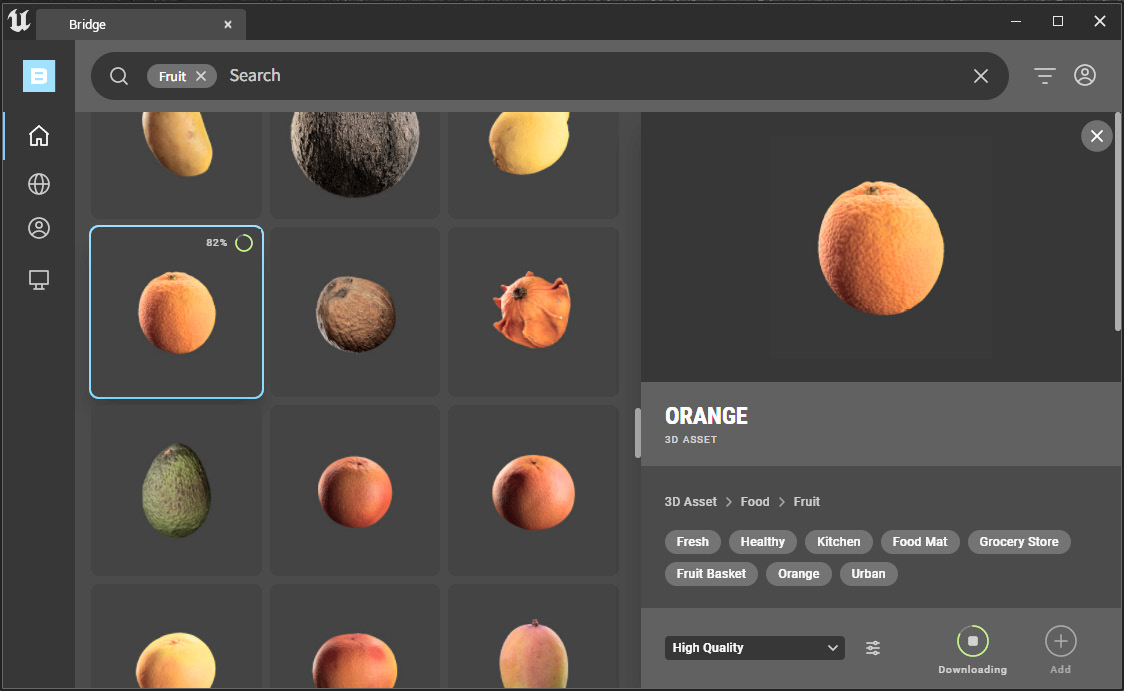 Bridge
Fruit
Search
82%
ORANGE
3D ASSET
3D Asset > Food > Fruit
Fresh Healthy Kitchen Food Mat Grocery Store
Fruit Basket Orange Urban
High Quality
Downloading
Add